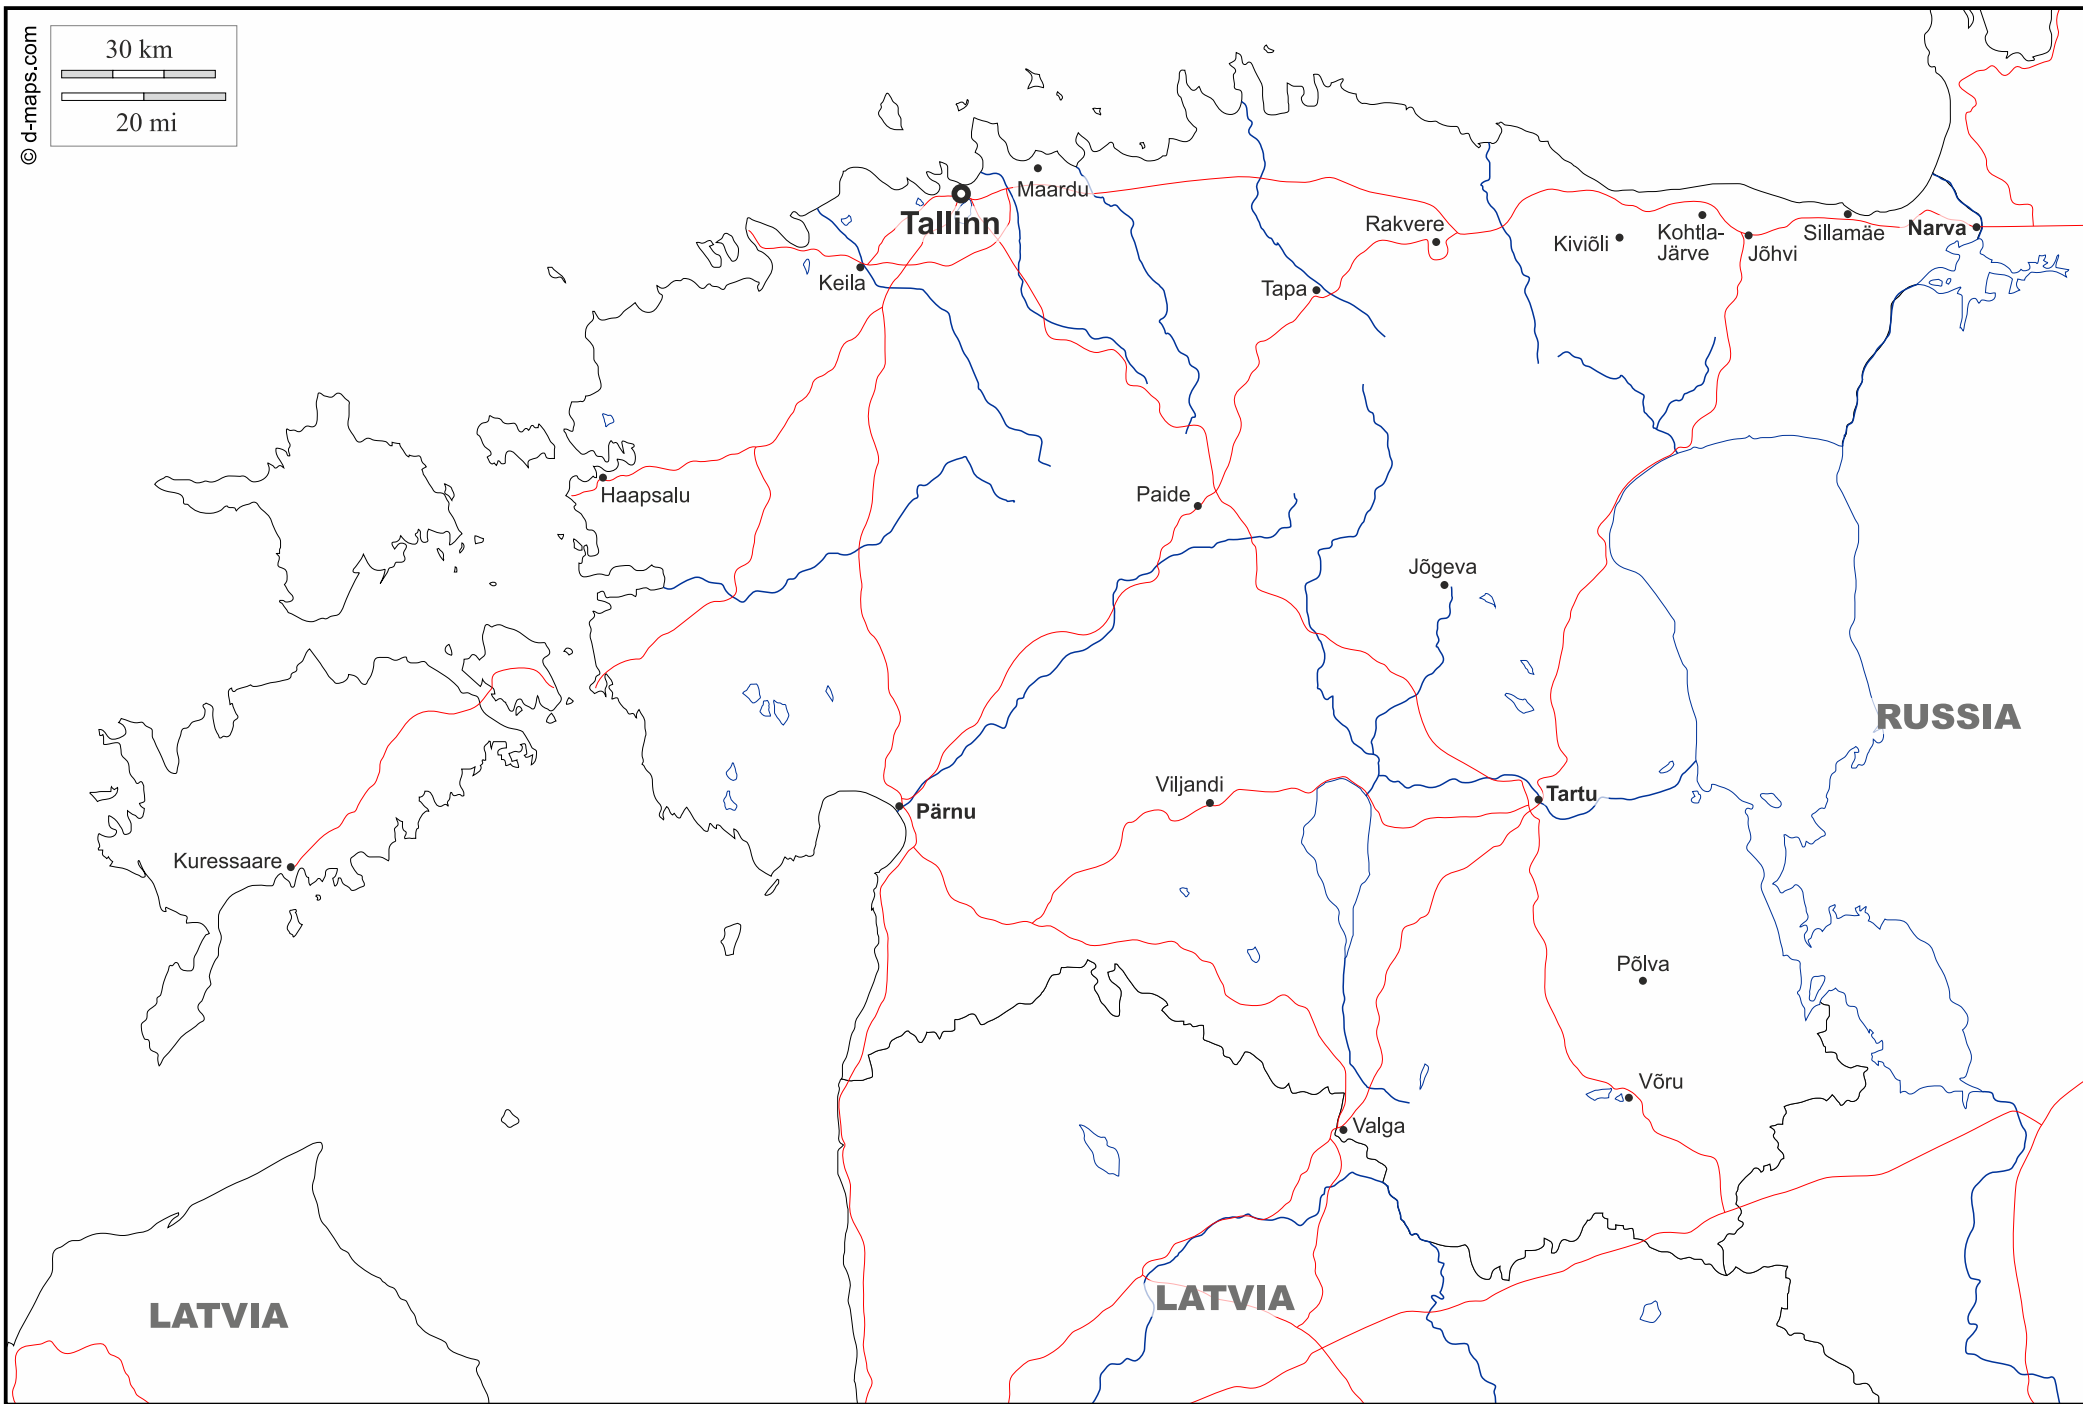 © d-maps.com
30 km
20 mi
Maardu
Tallinn
Rakvere
Kiviõli
Kohtla-
Järve
Jõhvi
Sillamäe
Narva
Keila
Tapa
Haapsalu
Paide
Jõgeva
RUSSIA
Viljandi
Tartu
Pärnu
Kuressaare
Põlva
Võru
Valga
LATVIA
LATVIA